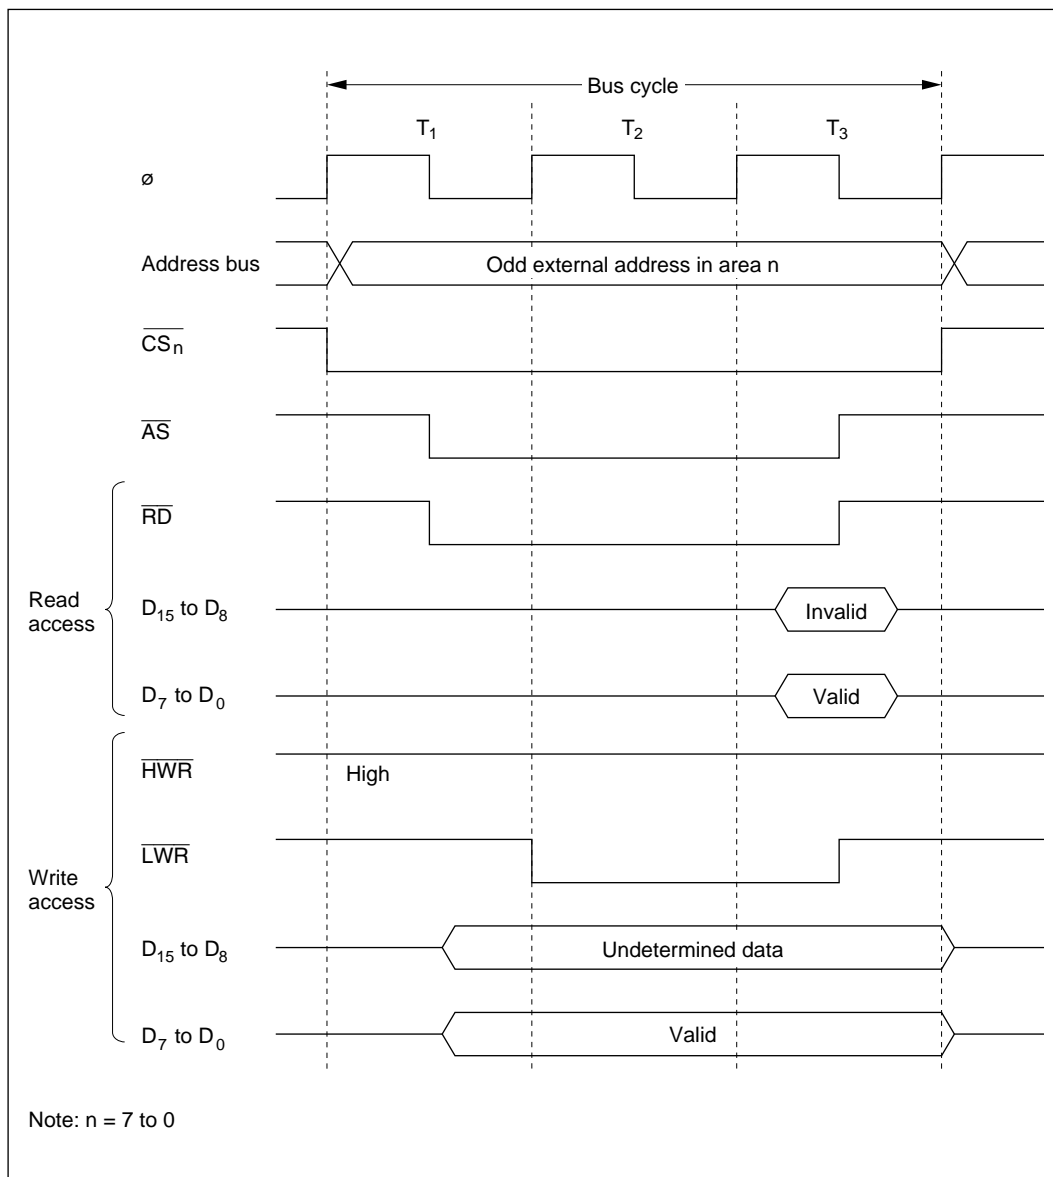 Bus cycle
T1 T2 T3
ø
Address bus Odd external address in area n
CSn
AS
RD
Read access
D15 to D8 Invalid
D7 to D0 Valid
HWR High
LWR
Write access
D15 to D8 Undetermined data
D7 to D0 Valid
Note: n = 7 to 0